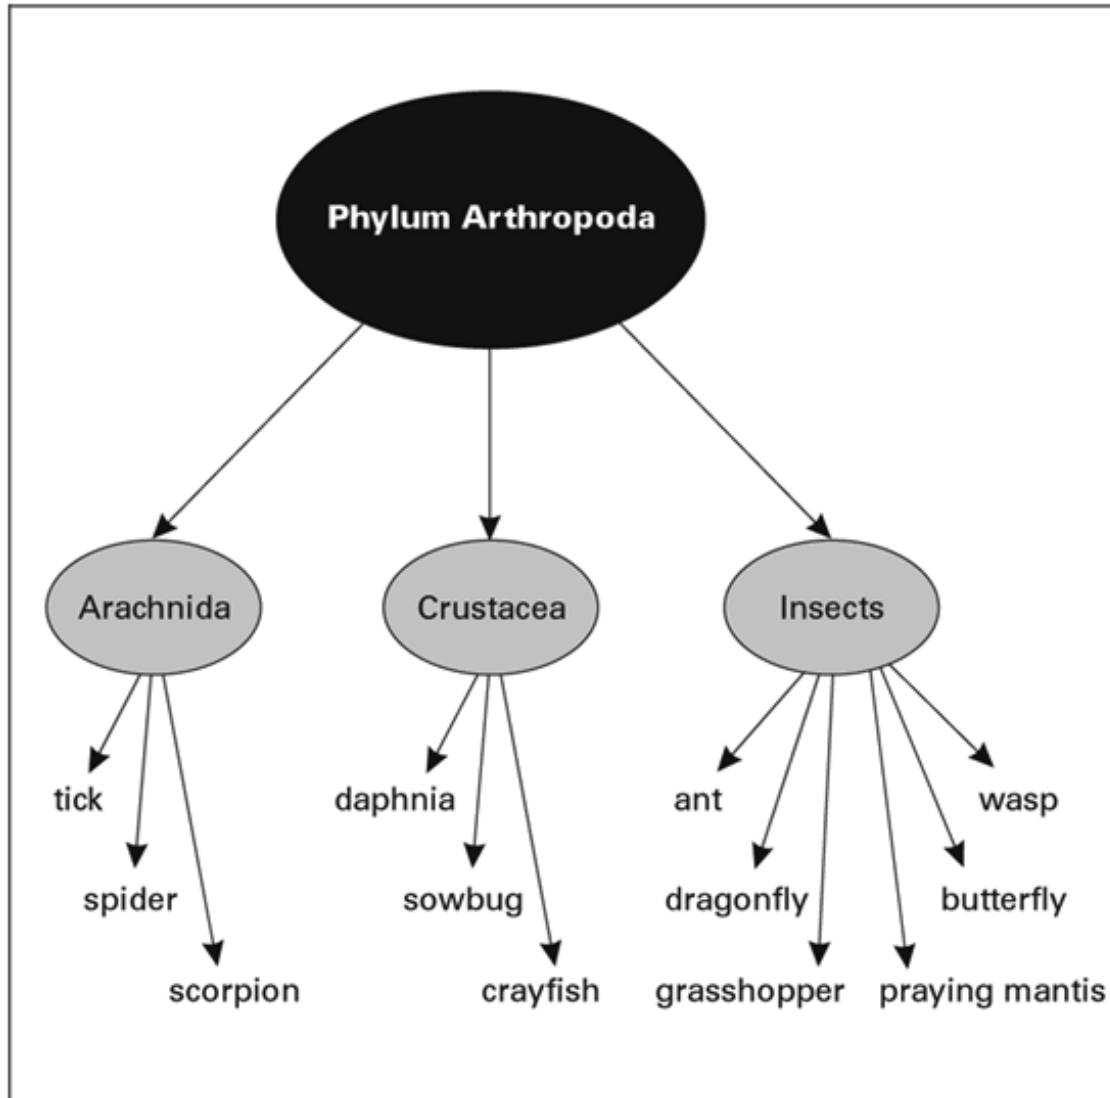 Phylum Arthropoda
Arachnida
Crustacea
Insects
tick
daphnia
ant
wasp
spider
sowbug
dragonfly
butterfly
scorpion
crayfish
grasshopper
praying mantis